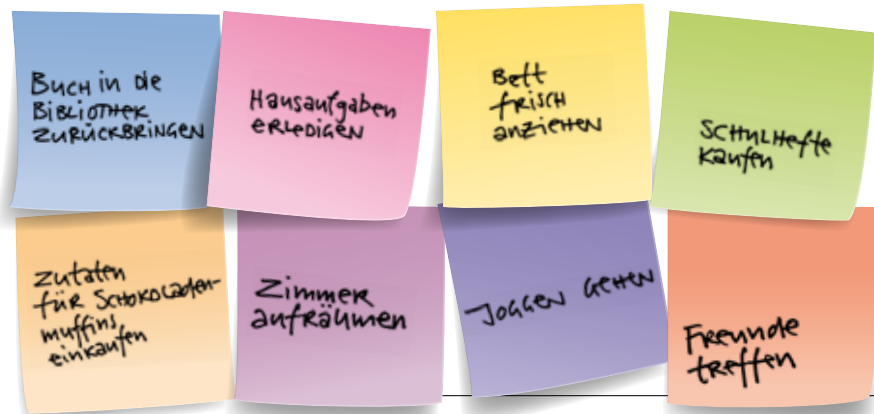 Buch in die
Bibliothek
zurückbringen
Hausaufgaben
erledigen
Bett
frisch
anziehen
Schulhefte
kaufen
Zutaten
für Schokoladen-
muffins
einkaufen
Zimmer
aufräumen
Joggen gehen
Freunde
treffen